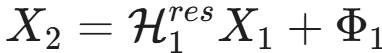 $X_2 = \mathcal{H}_1^{res} X_1 + \Phi_1$